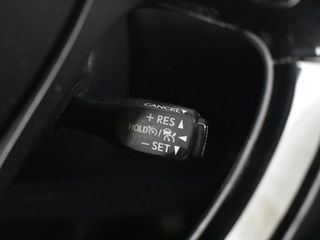 CANCEL▼
+ RES ▲
HOLD / ◀
− SET ▼